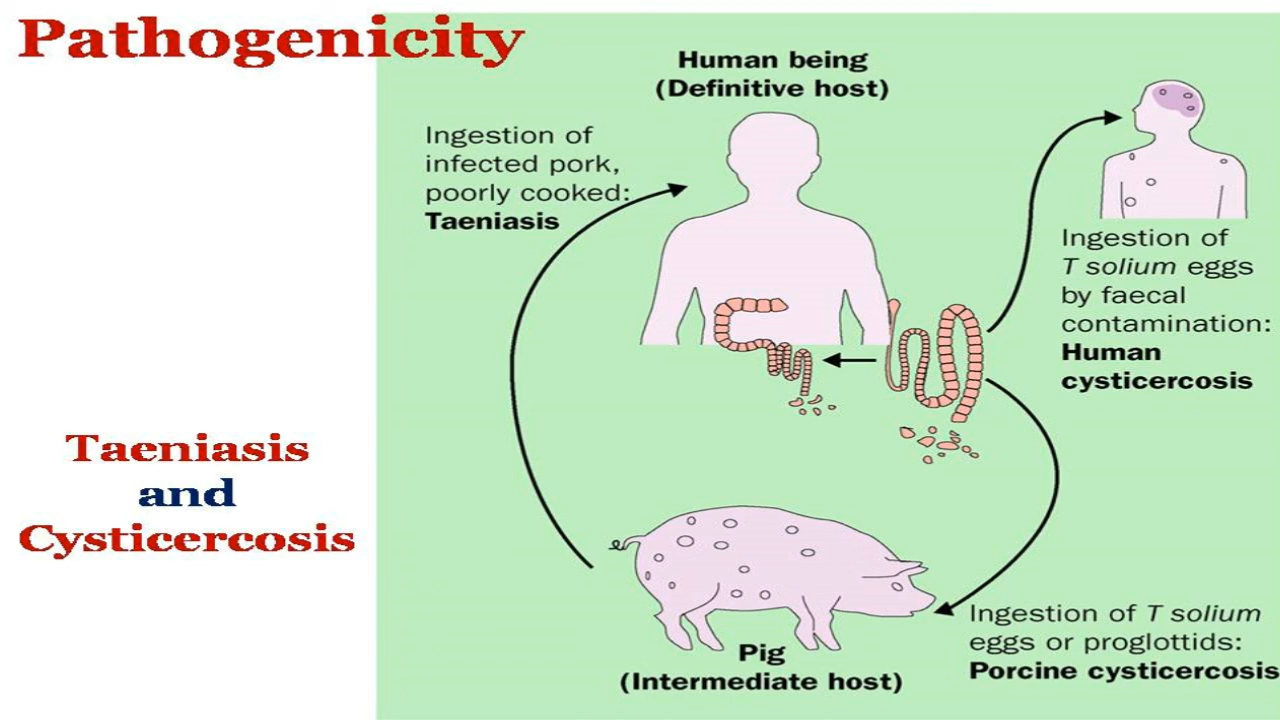 Pathogenicity
Human being
(Definitive host)
Ingestion of
infected pork,
poorly cooked:
Taeniasis
Ingestion of
T solium eggs
by faecal
contamination:
Human
cysticercosis
Taeniasis
and
Cysticercosis
Pig
(Intermediate host)
Ingestion of T solium
eggs or proglottids:
Porcine cysticercosis